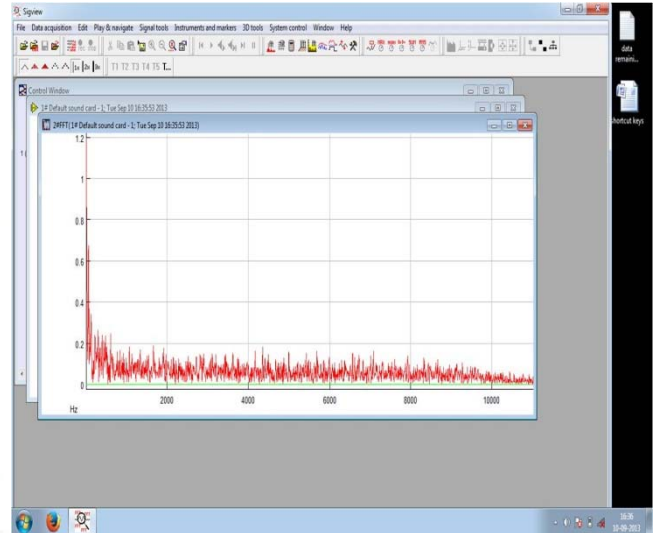 Sigview
File Data acquisition Edit Play & navigate Signal tools Instruments and markers 3D tools System control Window Help
T1 T2 T3 T4 T5 T...
Control Window
1# Default sound card - 1; Tue Sep 10 16:35:53 2013
2#FFT(1# Default sound card - 1; Tue Sep 10 16:35:53 2013)
1.2
1
0.8
0.6
0.4
0.2
0
2000 4000 6000 8000 10000
Hz
data
remaini...
shortcut keys
16:36
10-09-2013